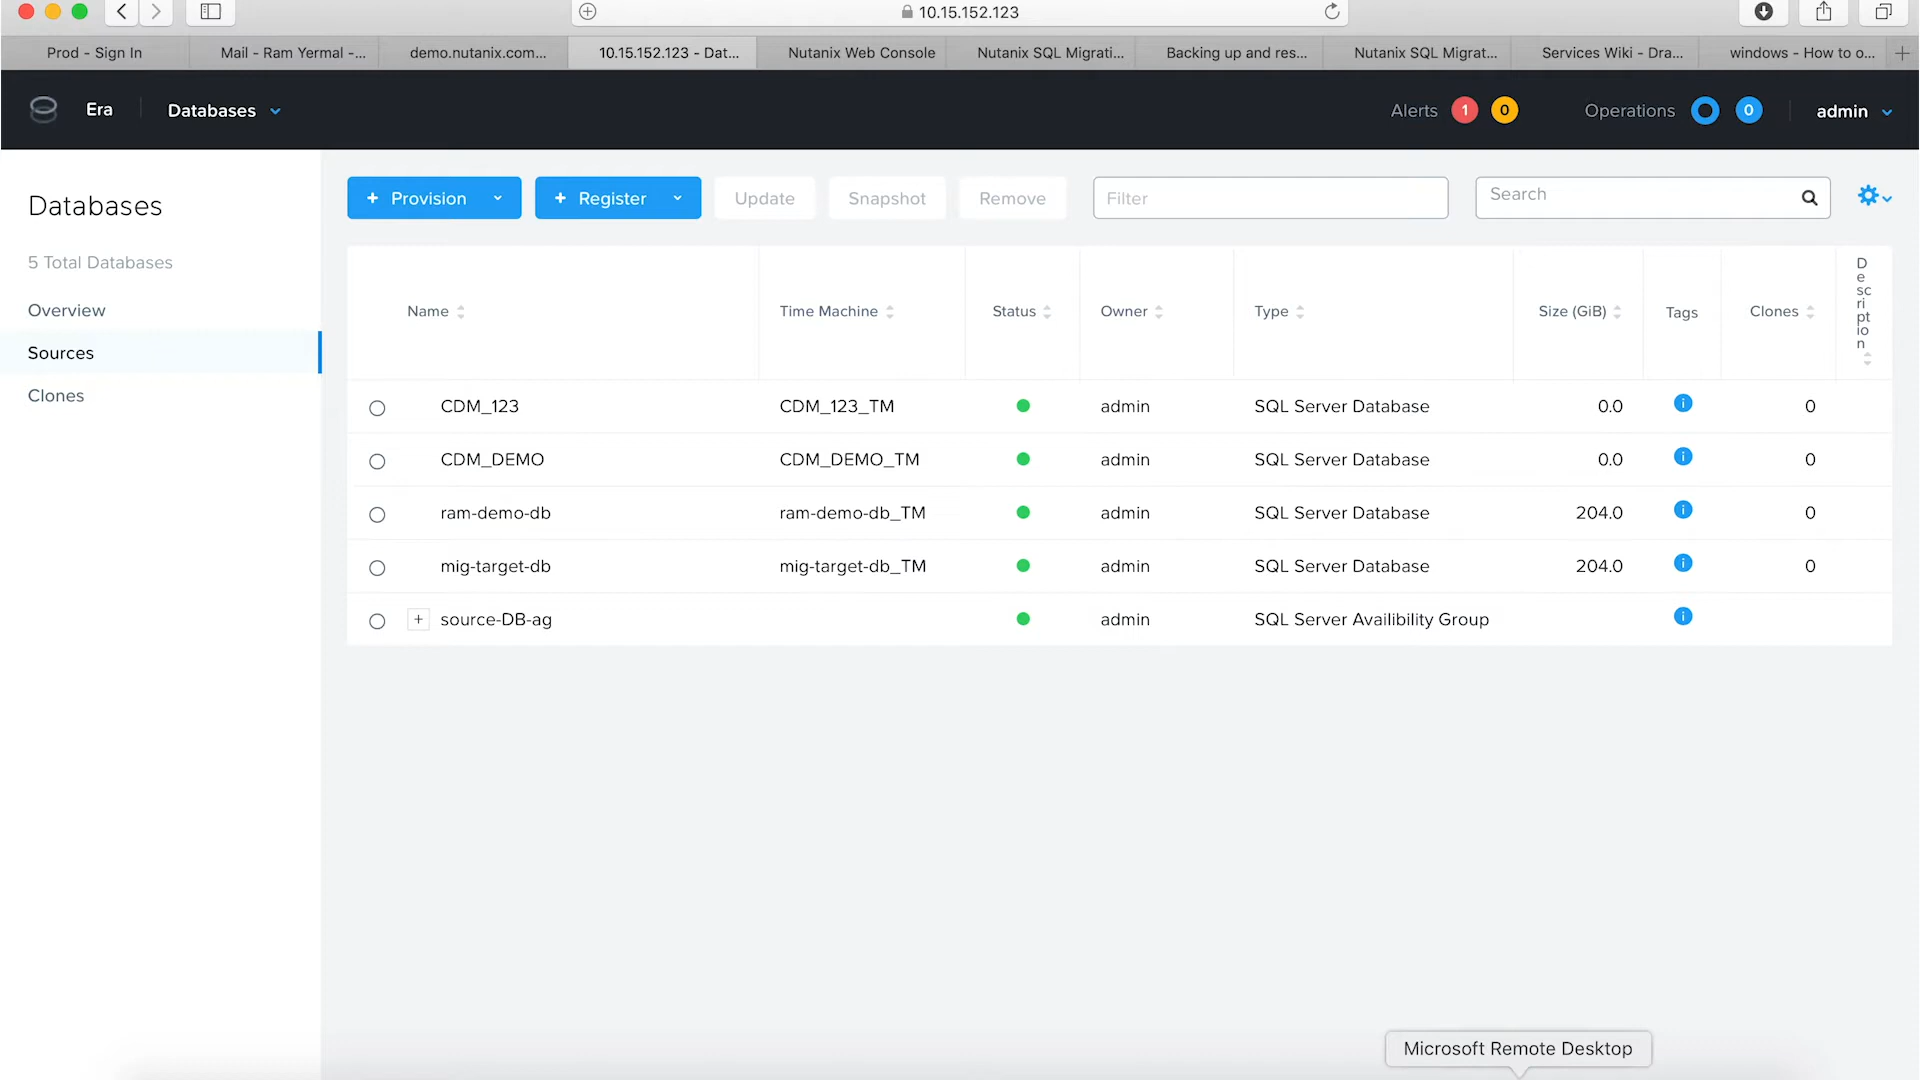 10.15.152.123
Prod - Sign In
Mail - Ram Yermal -...
demo.nutanix.com...
10.15.152.123 - Dat...
Nutanix Web Console
Nutanix SQL Migrati...
Backing up and res...
Nutanix SQL Migrat...
Services Wiki - Dra...
windows - How to o...
Era
Databases
Alerts 1 0
Operations 0
admin
Databases
5 Total Databases
Overview
Sources
Clones
+ Provision
+ Register
Update
Snapshot
Remove
Filter
Search
Name Time Machine Status Owner Type Size (GiB) Tags Clones Description
CDM_123 CDM_123_TM admin SQL Server Database 0.0 i 0
CDM_DEMO CDM_DEMO_TM admin SQL Server Database 0.0 i 0
ram-demo-db ram-demo-db_TM admin SQL Server Database 204.0 i 0
mig-target-db mig-target-db_TM admin SQL Server Database 204.0 i 0
+ source-DB-ag admin SQL Server Availibility Group i
Microsoft Remote Desktop